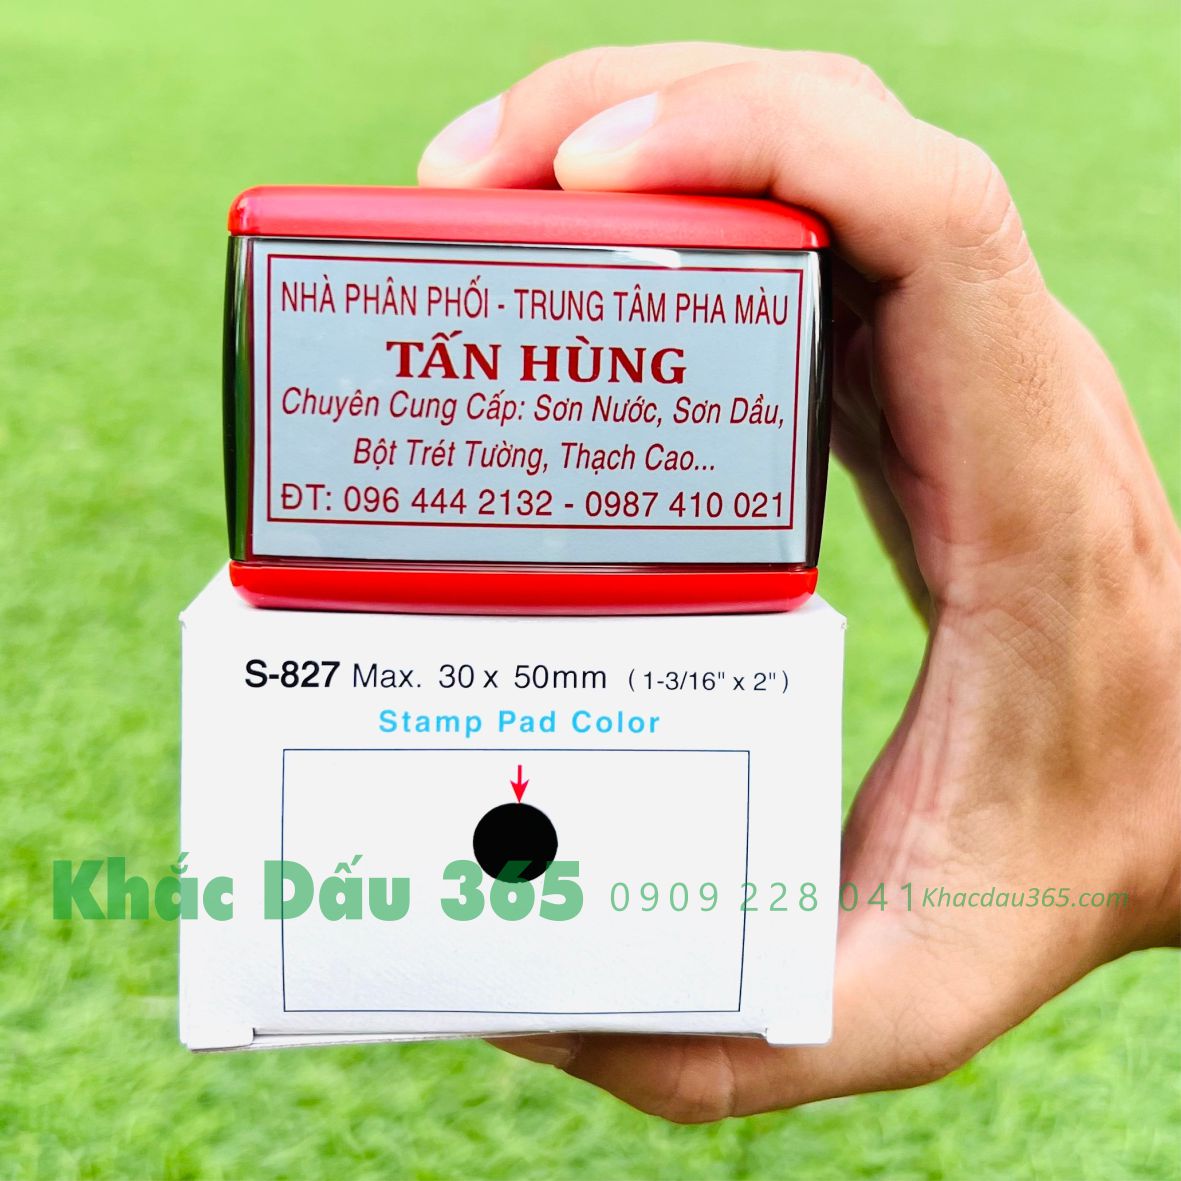 NHÀ PHÂN PHỐI - TRUNG TÂM PHA MÀU
TẤN HÙNG
Chuyên Cung Cấp: Sơn Nước, Sơn Dầu,
Bột Trét Tường, Thạch Cao...
ĐT: 096 444 2132 - 0987 410 021
S-827 Max. 30 x 50mm (1-3/16" x 2")
Stamp Pad Color
Khắc Dấu 365 0909 228 041 Khacdau365.com